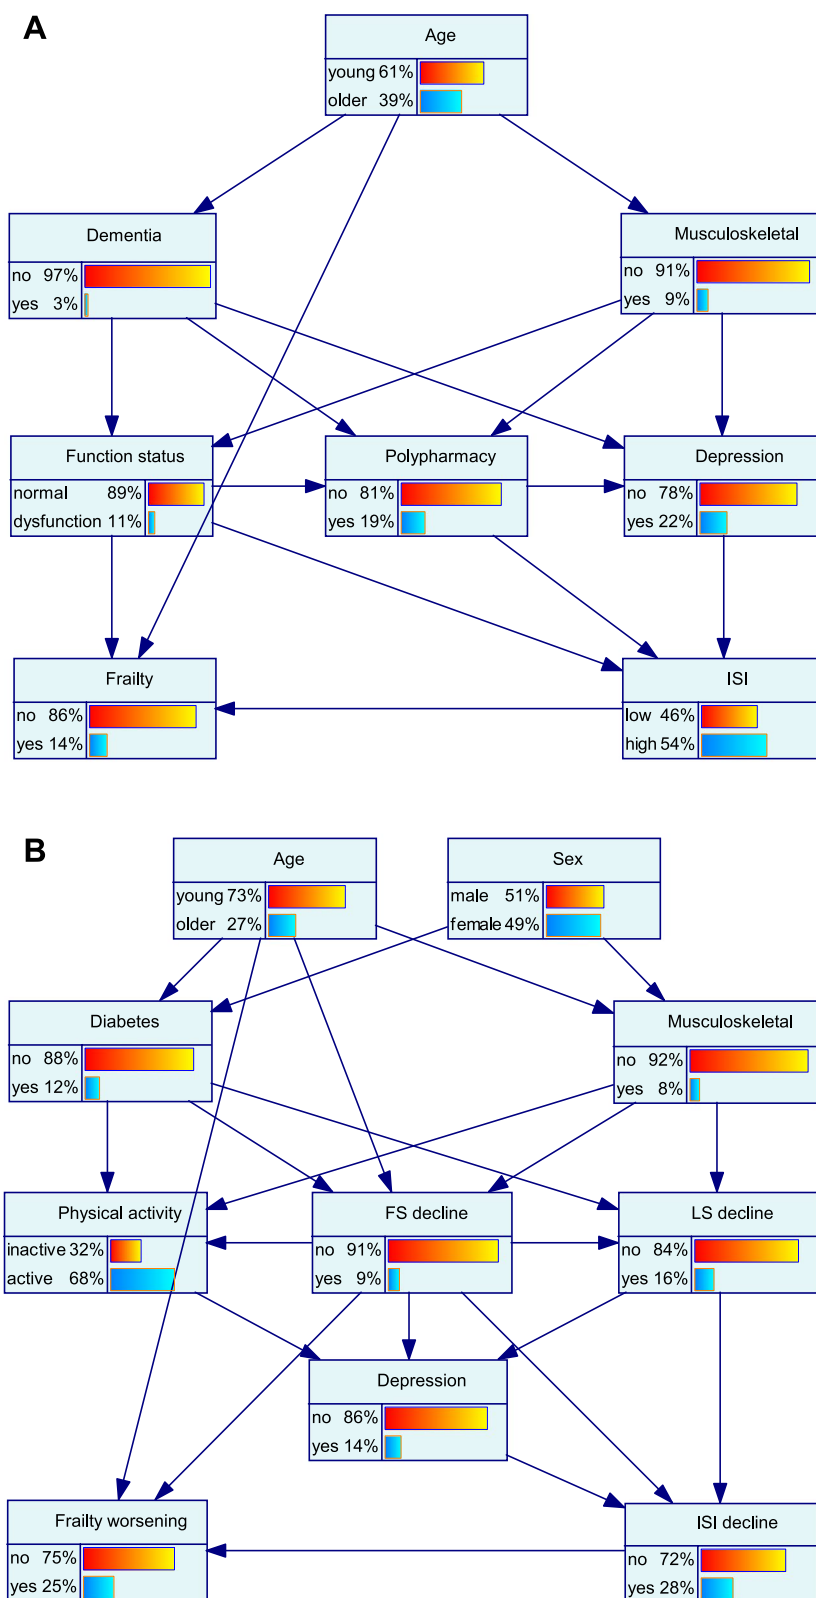 A
Age
young 61%
older 39%
Dementia
no 97%
yes 3%
Musculoskeletal
no 91%
yes 9%
Function status
normal 89%
dysfunction 11%
Polypharmacy
no 81%
yes 19%
Depression
no 78%
yes 22%
Frailty
no 86%
yes 14%
ISI
low 46%
high 54%
B
Age
young 73%
older 27%
Sex
male 51%
female 49%
Diabetes
no 88%
yes 12%
Musculoskeletal
no 92%
yes 8%
Physical activity
inactive 32%
active 68%
FS decline
no 91%
yes 9%
LS decline
no 84%
yes 16%
Depression
no 86%
yes 14%
Frailty worsening
no 75%
yes 25%
ISI decline
no 72%
yes 28%